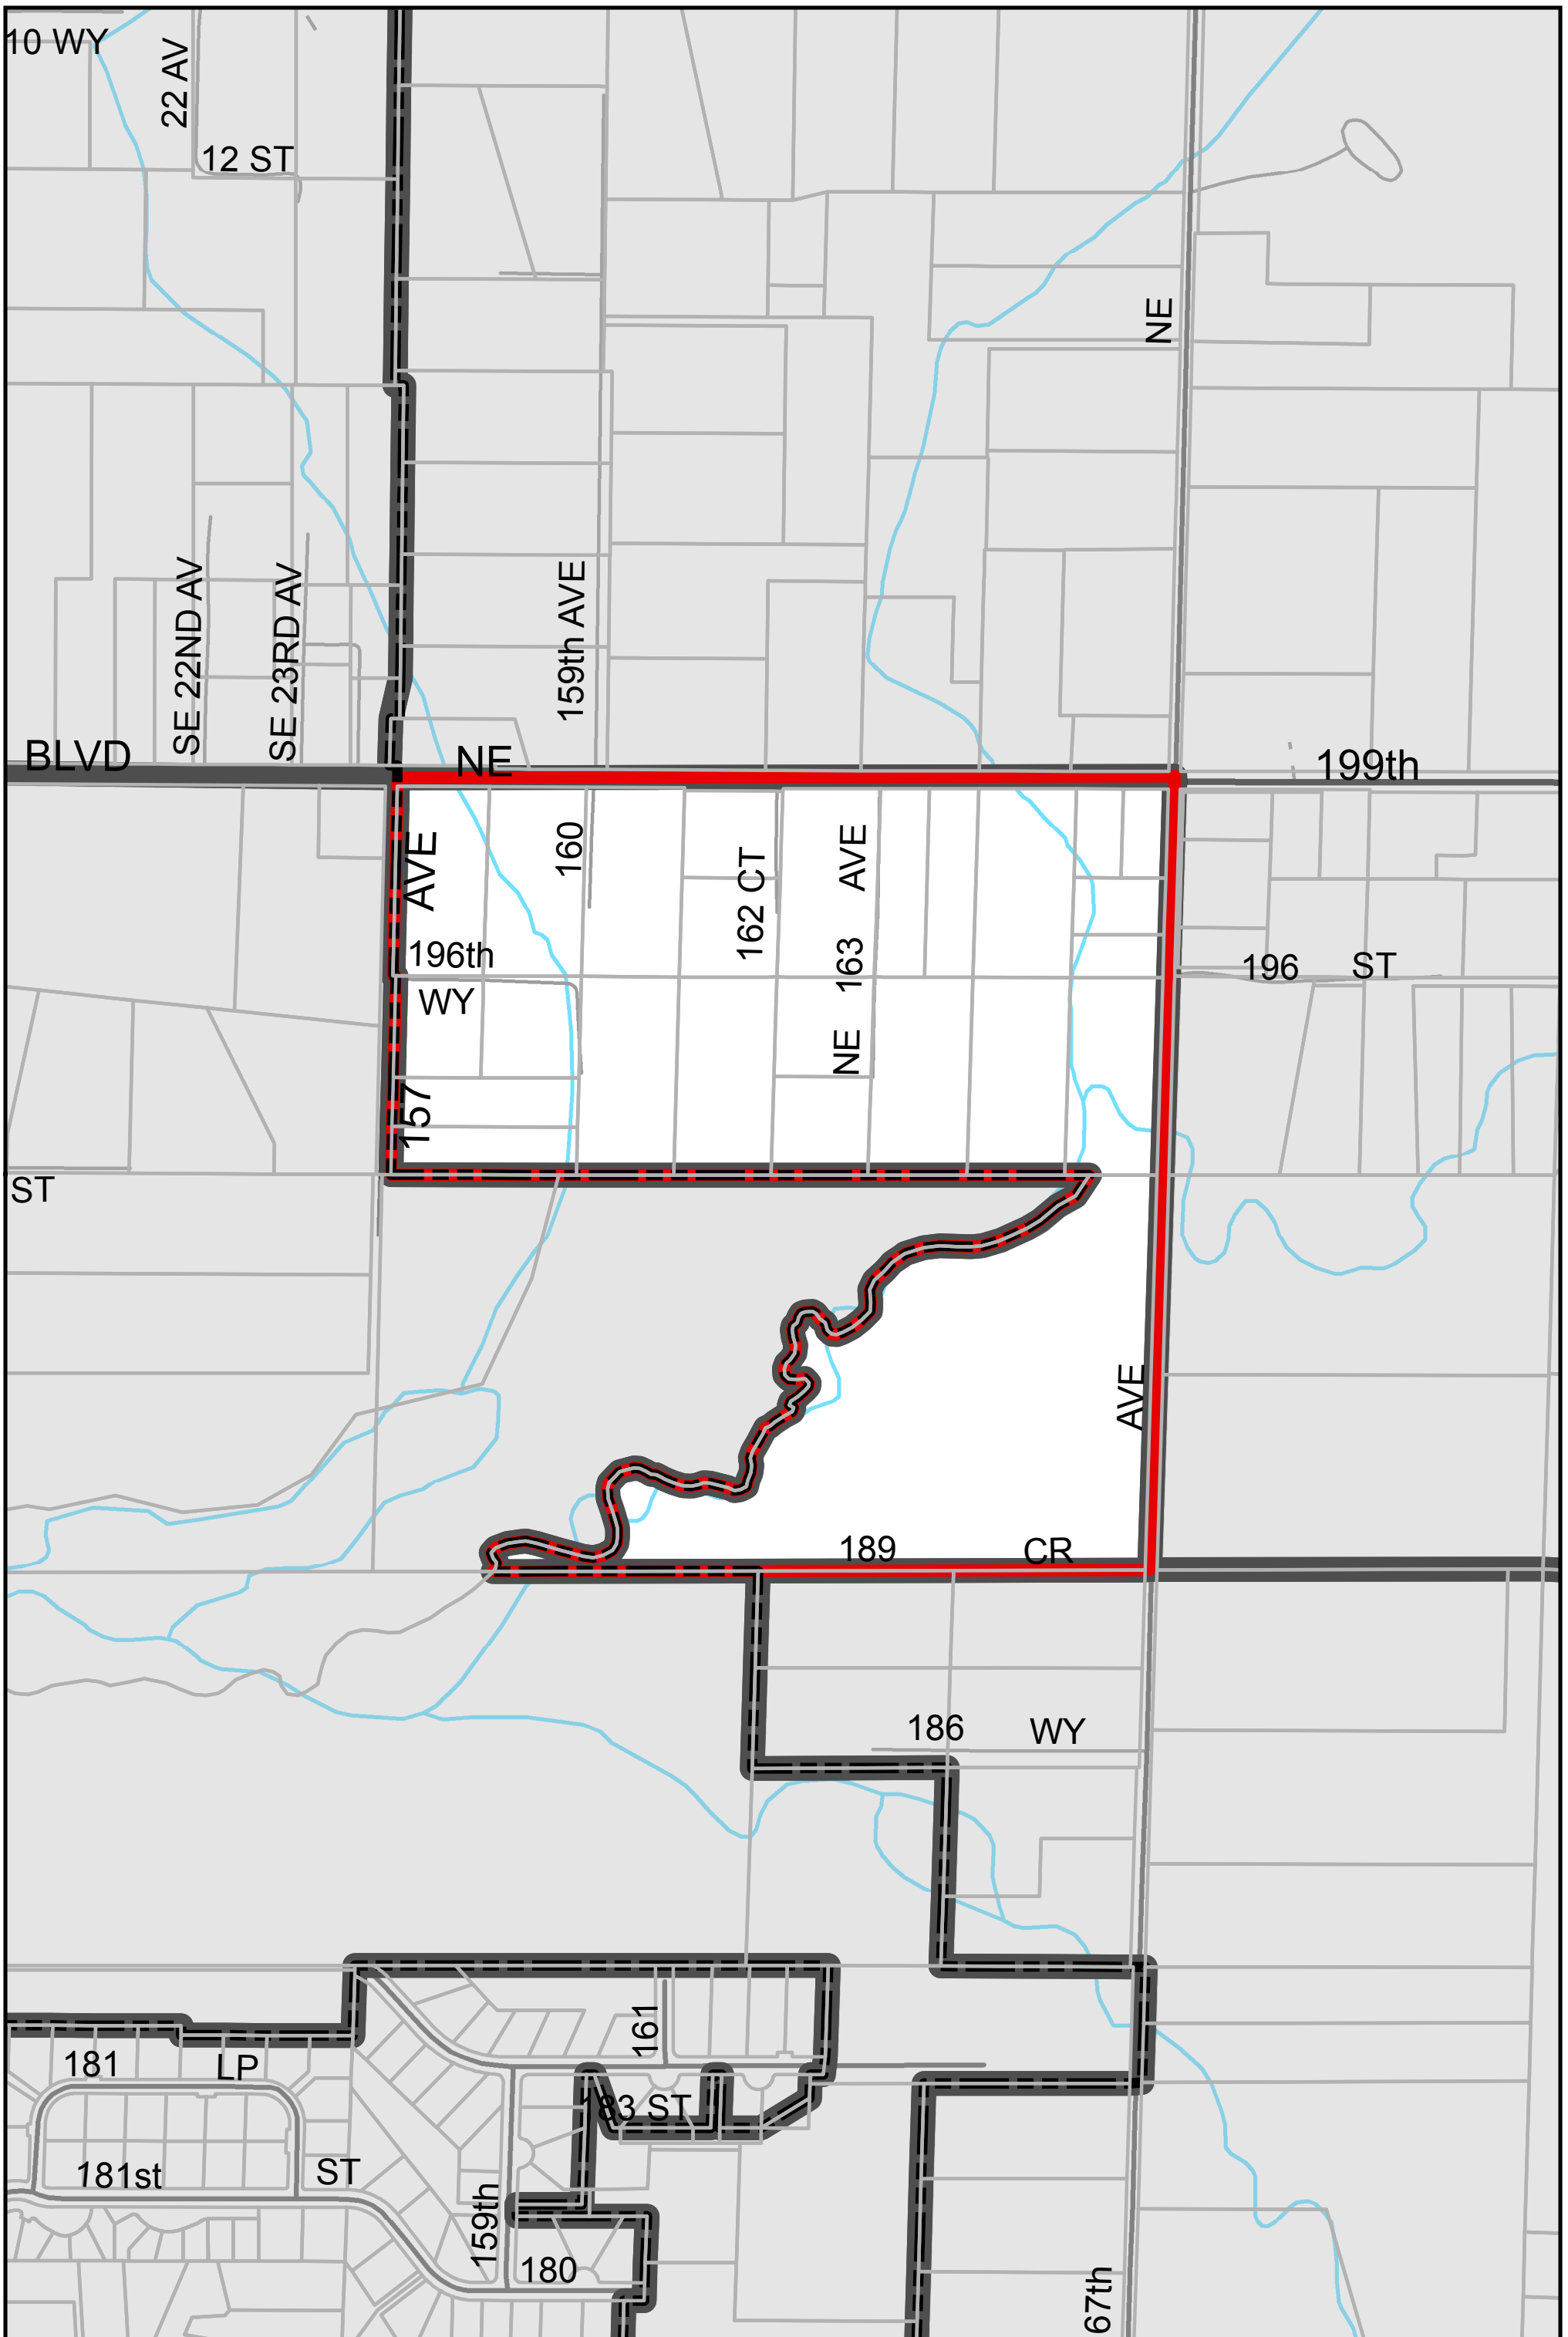 10 WY
22 AV
12 ST
NE
SE 22ND AV
SE 23RD AV
159th AVE
BLVD
NE
199th
AVE
160
162 CT
163 AVE
196th
WY
196 ST
NE
157
ST
AVE
189 CR
186 WY
161
181 LP
183 ST
181st ST
159th
180
67th